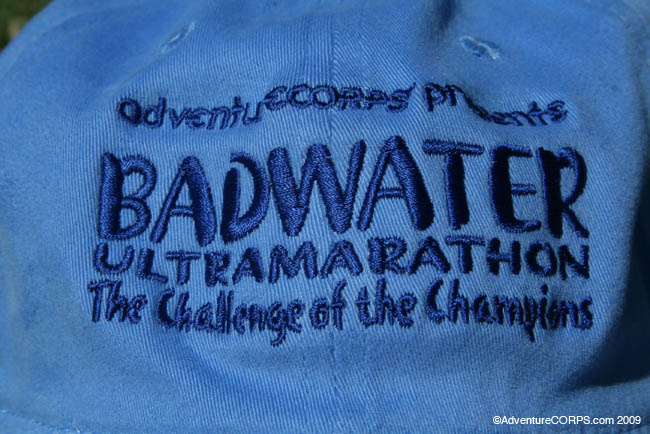 adventureCORPS presents
BADWATER
ULTRAMARATHON
The Challenge of the Champions
©AdventureCORPS.com 2009